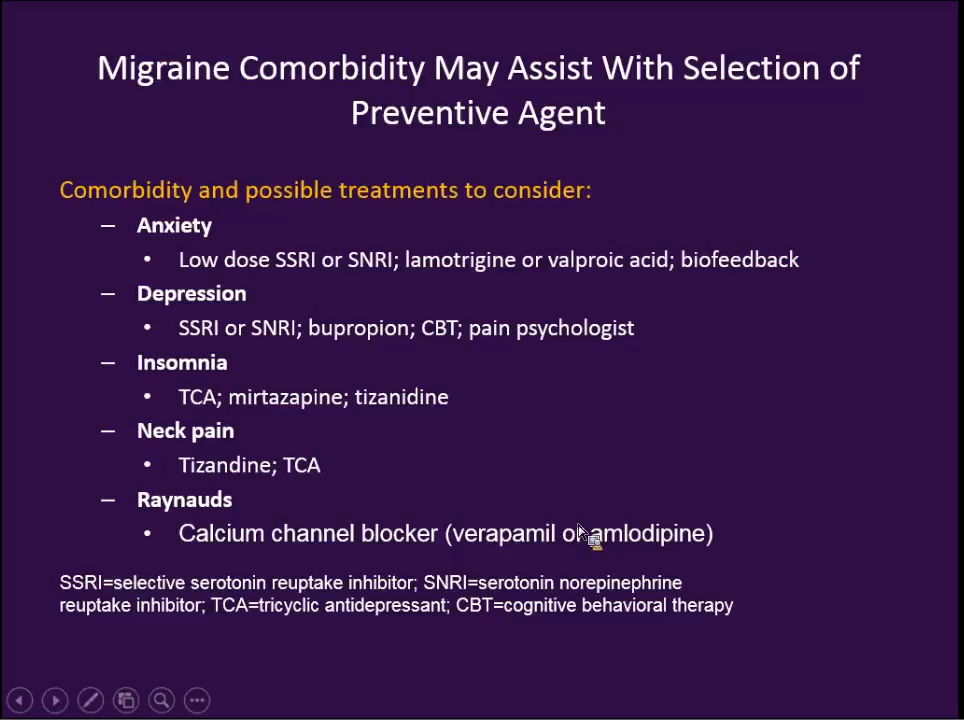 Migraine Comorbidity May Assist With Selection of
Preventive Agent
Comorbidity and possible treatments to consider:
– Anxiety
• Low dose SSRI or SNRI; lamotrigine or valproic acid; biofeedback
– Depression
• SSRI or SNRI; bupropion; CBT; pain psychologist
– Insomnia
• TCA; mirtazapine; tizanidine
– Neck pain
• Tizandine; TCA
– Raynauds
• Calcium channel blocker (verapamil or amlodipine)
SSRI=selective serotonin reuptake inhibitor; SNRI=serotonin norepinephrine
reuptake inhibitor; TCA=tricyclic antidepressant; CBT=cognitive behavioral therapy